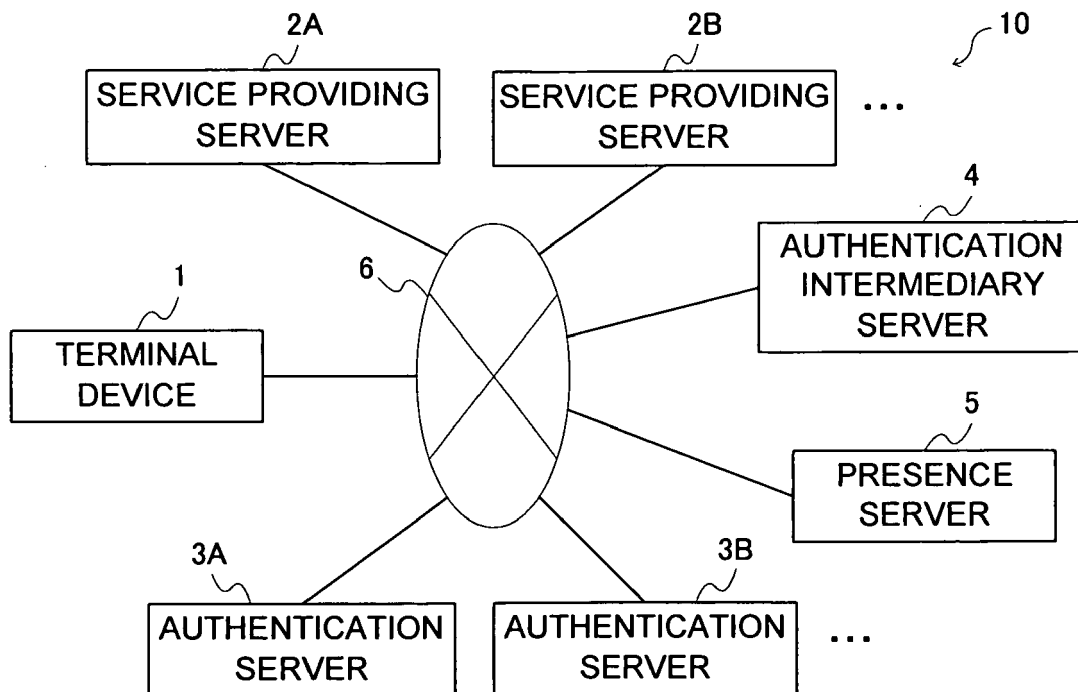 2A
2B
10
SERVICE PROVIDING
SERVER
SERVICE PROVIDING
SERVER
...
4
AUTHENTICATION
INTERMEDIARY
SERVER
1
6
TERMINAL
DEVICE
5
PRESENCE
SERVER
3A
3B
AUTHENTICATION
SERVER
AUTHENTICATION
SERVER
...